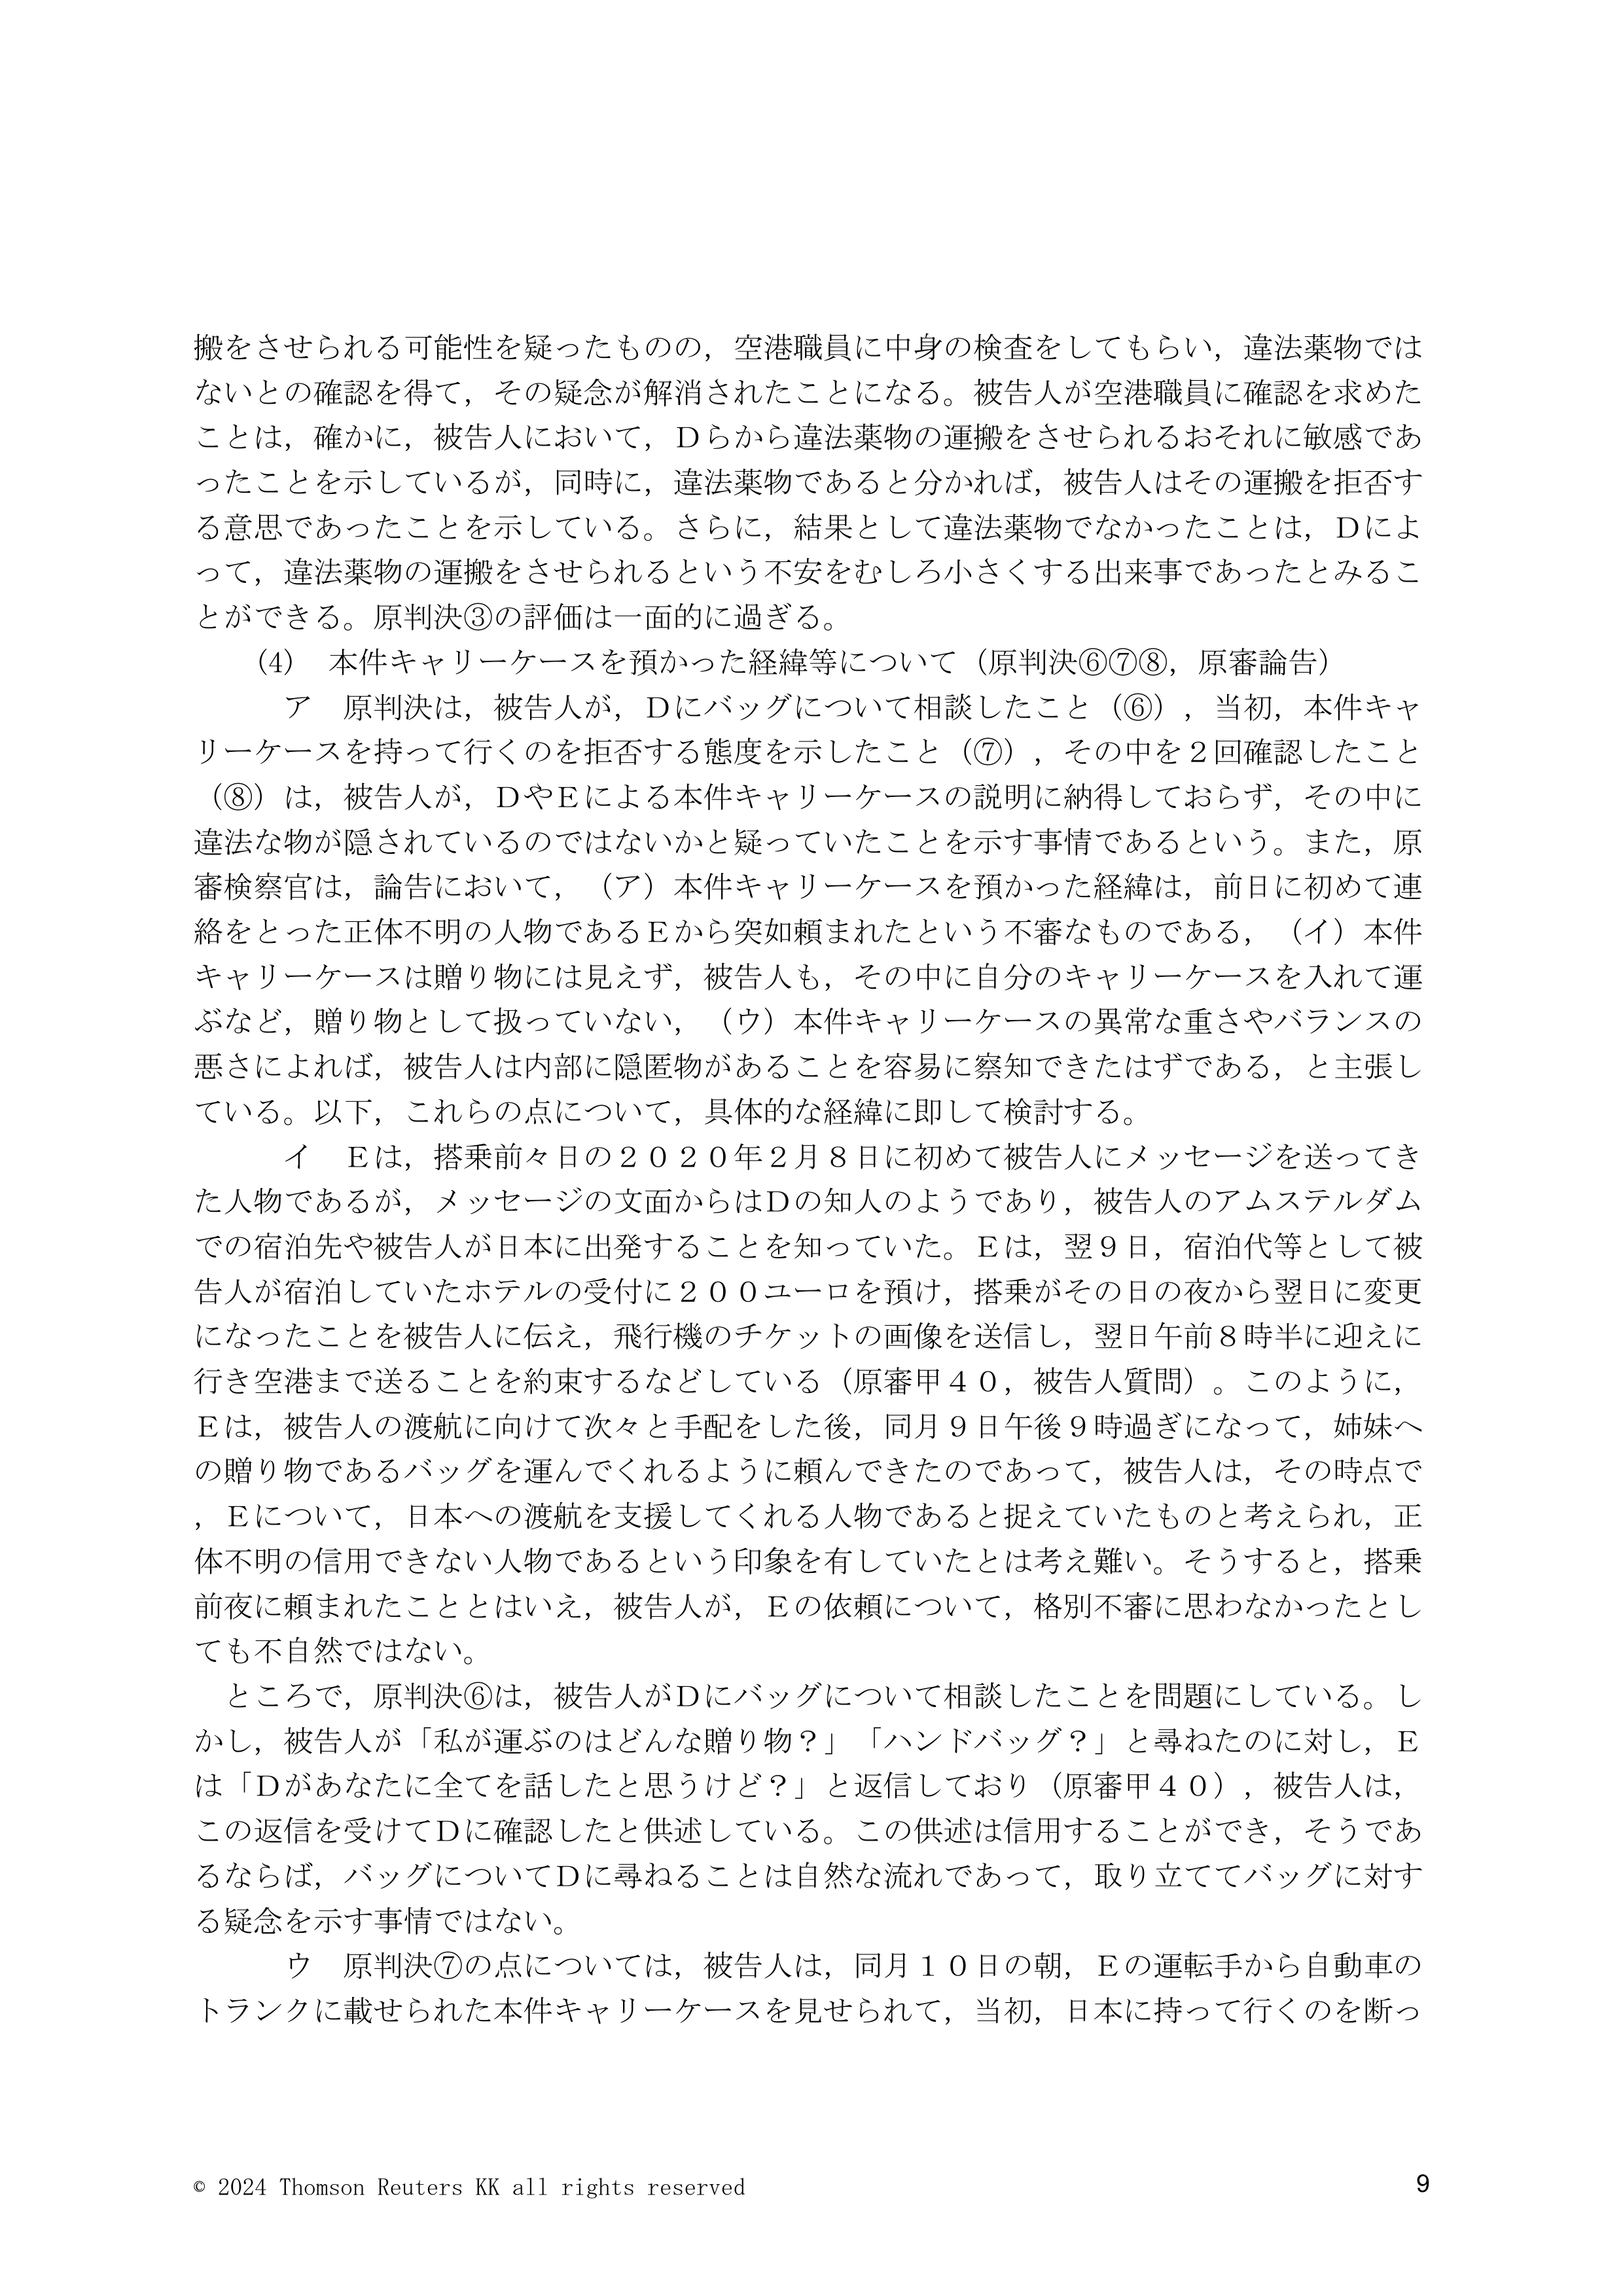 搬をさせられる可能性を疑ったものの，空港職員に中身の検査をしてもらい，違法薬物では
ないとの確認を得て，その疑念が解消されたことになる。被告人が空港職員に確認を求めた
ことは，確かに，被告人において，Ｄらから違法薬物の運搬をさせられるおそれに敏感であ
ったことを示しているが，同時に，違法薬物であると分かれば，被告人はその運搬を拒否す
る意思であったことを示している。さらに，結果として違法薬物でなかったことは，Ｄによ
って，違法薬物の運搬をさせられるという不安をむしろ小さくする出来事であったとみるこ
とができる。原判決③の評価は一面的に過ぎる。
　　(4)　本件キャリーケースを預かった経緯等について（原判決⑥⑦⑧，原審論告）
　　　ア　原判決は，被告人が，Ｄにバッグについて相談したこと（⑥），当初，本件キャ
リーケースを持って行くのを拒否する態度を示したこと（⑦），その中を２回確認したこと
（⑧）は，被告人が，ＤやＥによる本件キャリーケースの説明に納得しておらず，その中に
違法な物が隠されているのではないかと疑っていたことを示す事情であるという。また，原
審検察官は，論告において，（ア）本件キャリーケースを預かった経緯は，前日に初めて連
絡をとった正体不明の人物であるＥから突如頼まれたという不審なものである，（イ）本件
キャリーケースは贈り物には見えず，被告人も，その中に自分のキャリーケースを入れて運
ぶなど，贈り物として扱っていない，（ウ）本件キャリーケースの異常な重さやバランスの
悪さによれば，被告人は内部に隠匿物があることを容易に察知できたはずである，と主張し
ている。以下，これらの点について，具体的な経緯に即して検討する。
　　　イ　Ｅは，搭乗前々日の２０２０年２月８日に初めて被告人にメッセージを送ってき
た人物であるが，メッセージの文面からはＤの知人のようであり，被告人のアムステルダム
での宿泊先や被告人が日本に出発することを知っていた。Ｅは，翌９日，宿泊代等として被
告人が宿泊していたホテルの受付に２００ユーロを預け，搭乗がその日の夜から翌日に変更
になったことを被告人に伝え，飛行機のチケットの画像を送信し，翌日午前８時半に迎えに
行き空港まで送ることを約束するなどしている（原審甲４０，被告人質問）。このように，
Ｅは，被告人の渡航に向けて次々と手配をした後，同月９日午後９時過ぎになって，姉妹へ
の贈り物であるバッグを運んでくれるように頼んできたのであって，被告人は，その時点で
，Ｅについて，日本への渡航を支援してくれる人物であると捉えていたものと考えられ，正
体不明の信用できない人物であるという印象を有していたとは考え難い。そうすると，搭乗
前夜に頼まれたこととはいえ，被告人が，Ｅの依頼について，格別不審に思わなかったとし
ても不自然ではない。
　ところで，原判決⑥は，被告人がＤにバッグについて相談したことを問題にしている。し
かし，被告人が「私が運ぶのはどんな贈り物？」「ハンドバッグ？」と尋ねたのに対し，Ｅ
は「Ｄがあなたに全てを話したと思うけど？」と返信しており（原審甲４０），被告人は，
この返信を受けてＤに確認したと供述している。この供述は信用することができ，そうであ
るならば，バッグについてＤに尋ねることは自然な流れであって，取り立ててバッグに対す
る疑念を示す事情ではない。
　　　ウ　原判決⑦の点については，被告人は，同月１０日の朝，Ｅの運転手から自動車の
トランクに載せられた本件キャリーケースを見せられて，当初，日本に持って行くのを断っ
© 2024 Thomson Reuters KK all rights reserved
9